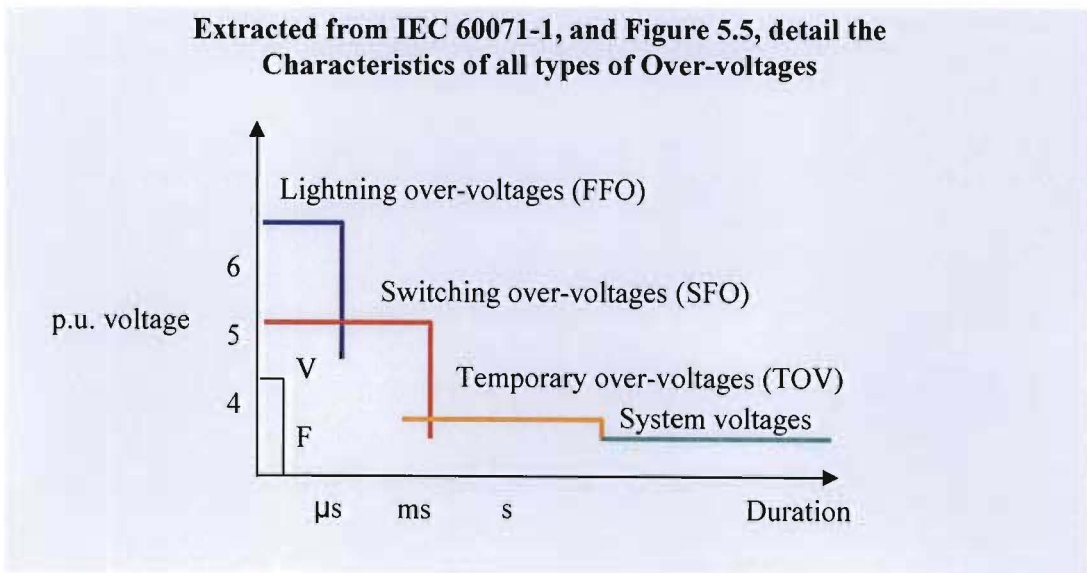 Extracted from IEC 60071-1, and Figure 5.5, detail the
Characteristics of all types of Over-voltages
Lightning over-voltages (FFO)
6
Switching over-voltages (SFO)
p.u. voltage
5
V
Temporary over-voltages (TOV)
4
System voltages
F
µs ms s Duration